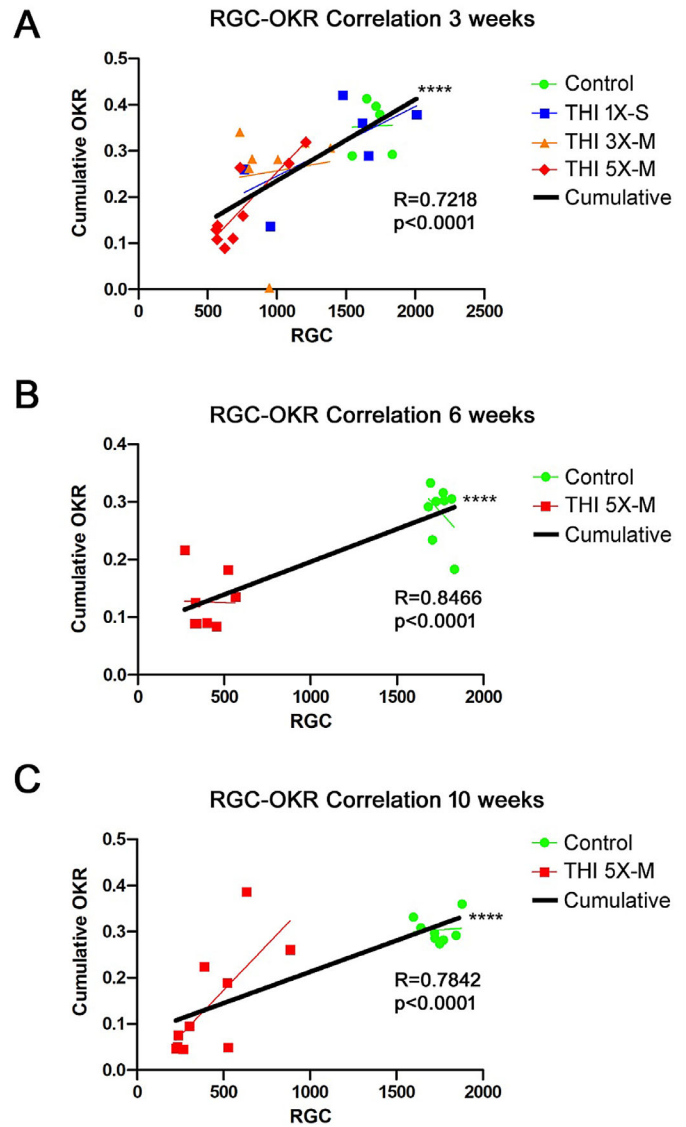 A
RGC-OKR Correlation 3 weeks
0.5
0.4
0.3
0.2
0.1
0.0
Cumulative OKR
0
500
1000
1500
2000
2500
RGC
****
R=0.7218
p<0.0001
Control
THI 1X-S
THI 3X-M
THI 5X-M
Cumulative
B
RGC-OKR Correlation 6 weeks
0.4
0.3
0.2
0.1
0.0
Cumulative OKR
0
500
1000
1500
2000
RGC
****
R=0.8466
p<0.0001
Control
THI 5X-M
Cumulative
C
RGC-OKR Correlation 10 weeks
0.5
0.4
0.3
0.2
0.1
0.0
Cumulative OKR
0
500
1000
1500
2000
RGC
****
R=0.7842
p<0.0001
Control
THI 5X-M
Cumulative